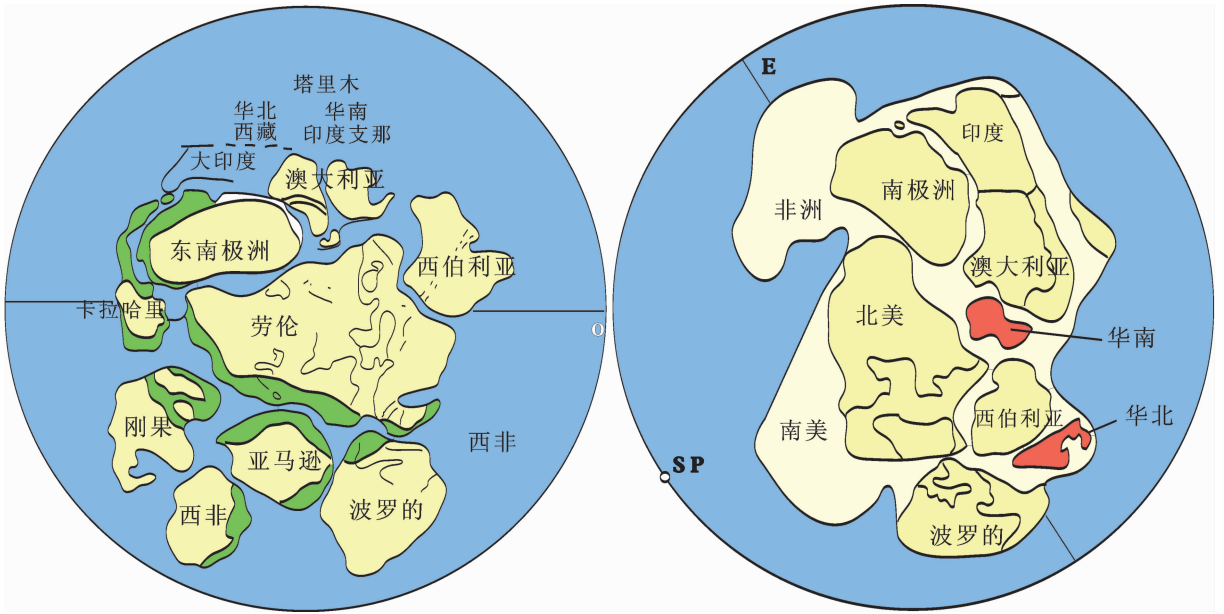 塔里木
华北 华南
西藏 印度支那
大印度
澳大利亚
东南极洲
西伯利亚
卡拉哈里
劳伦
O
刚果
亚马逊
西非
西非
波罗的
E
印度
南极洲
非洲
澳大利亚
北美
华南
南美
西伯利亚
华北
SP
波罗的